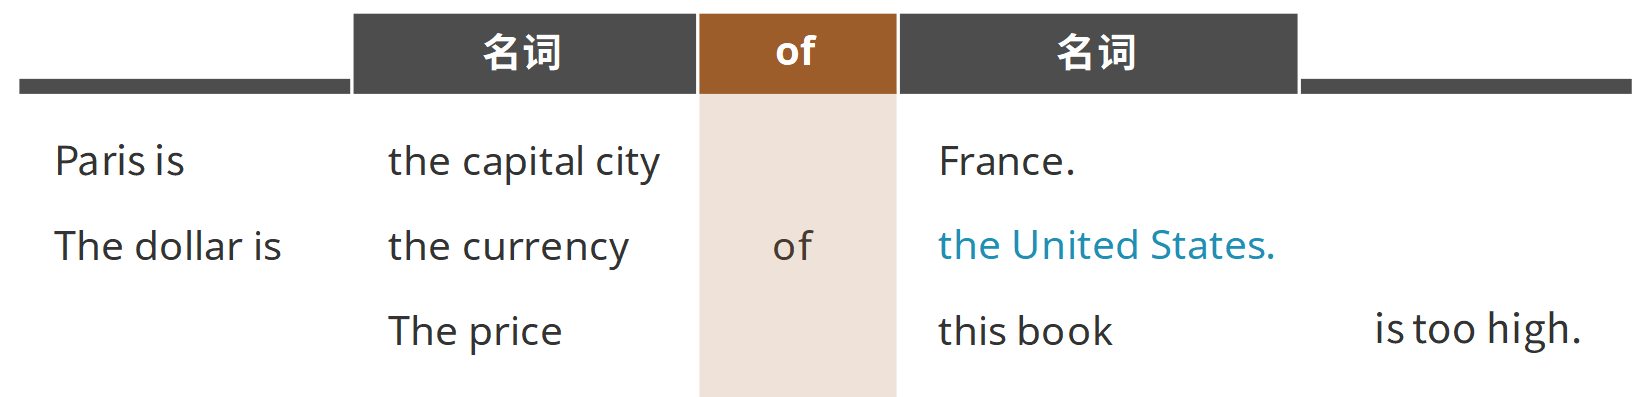 名词 of 名词
Paris is the capital city France.
The dollar is the currency of the United States.
The price this book is too high.